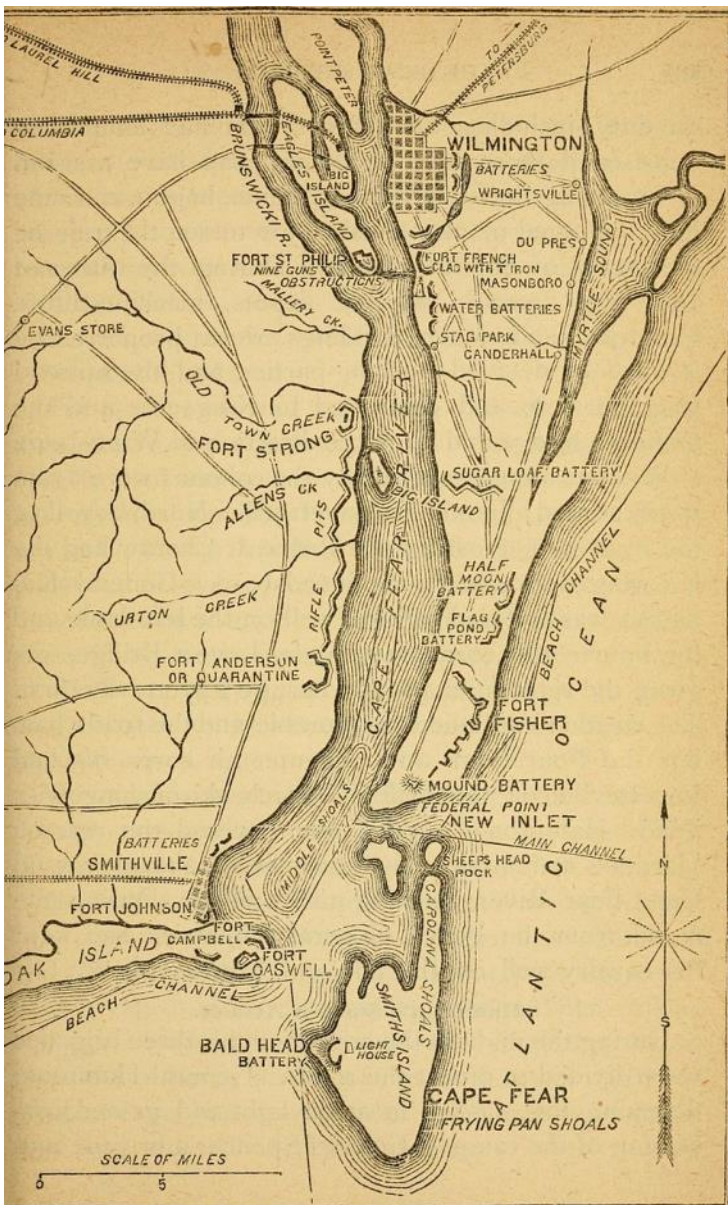 LAUREL HILL
COLUMBIA
POINT PETER
TO
PETERSBURG
WILMINGTON
BRUNSWICKI R.
EAGLES ISLAND
BIG
ISLAND
BATTERIES
WRIGHTSVILLE
DU PRES
FORT ST PHILIP
NINE GUNS
OBSTRUCTIONS
FORT FRENCH
CLAD WITH T IRON
MASONBORO
MALLERY CK.
WATER BATTERIES
MYRTLE SOUND
EVANS STORE
STAG PARK
CANDERHALL
OLD
TOWN CREEK
FORT STRONG
ALLENS CK
BIG ISLAND
SUGAR LOAF BATTERY
RIFLE PITS
CAPE FEAR RIVER
HALF
MOON
BATTERY
BEACH CHANNEL
URTON CREEK
FLAG
POND
BATTERY
FORT ANDERSON
OR QUARANTINE
FORT
FISHER
MOUND BATTERY
FEDERAL POINT
NEW INLET
MAIN CHANNEL
MIDDLE SHOALS
BATTERIES
SMITHVILLE
SHEEPS HEAD
ROCK
FORT JOHNSON
FORT
CAMPBELL
OAK ISLAND
FORT
CASWELL
BEACH CHANNEL
CAROLINA SHOALS
SMITHS ISLAND
BALD HEAD
BATTERY
LIGHT
HOUSE
CAPE FEAR
FRYING PAN SHOALS
ATLANTIC OCEAN
N
S
SCALE OF MILES
0 5